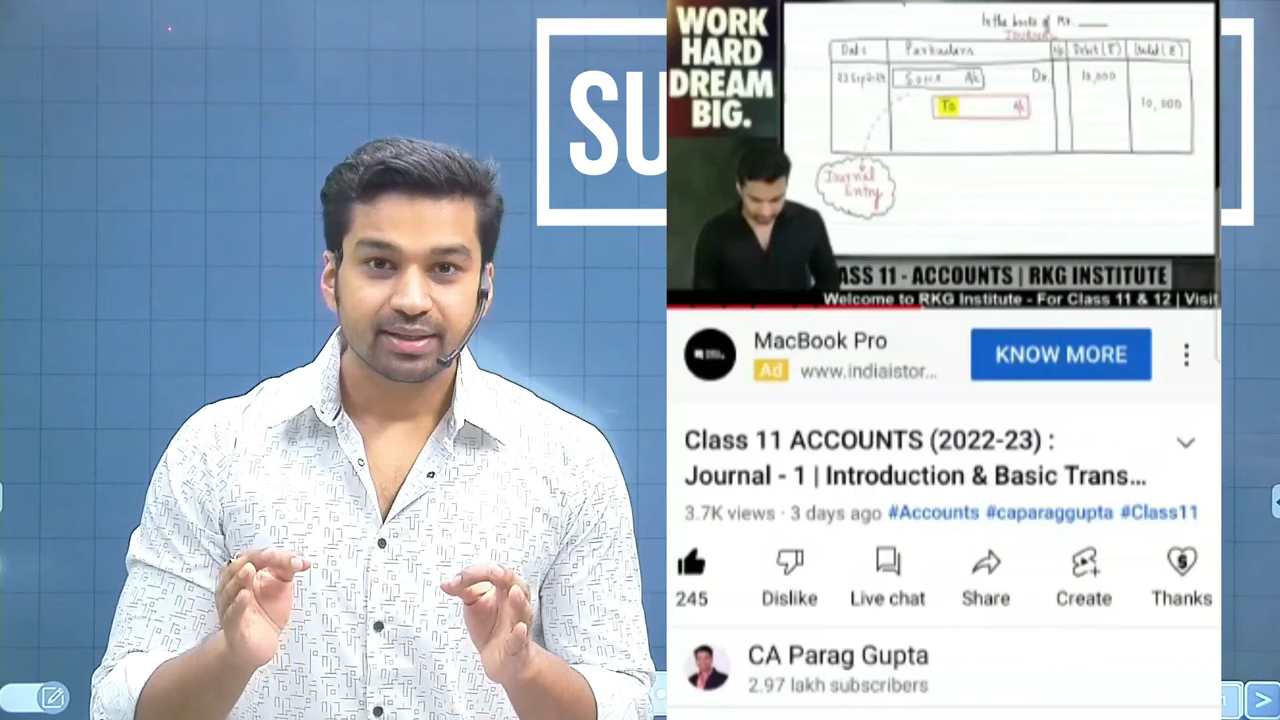 SU
WORK
HARD
DREAM
BIG.
In the books of Mr.
Journal
Date Particulars Debit (₹)
A/c Dr. 10,000
To A/c 10,000
Journal
Entry
ASS 11 - ACCOUNTS | RKG INSTITUTE
Welcome to RKG Institute - For Class 11 & 12 | Visit
MacBook Pro
KNOW MORE
Ad www.indiaistor...
Class 11 ACCOUNTS (2022-23) :
Journal - 1 | Introduction & Basic Trans...
3.7K views · 3 days ago #Accounts #caparaggupta #Class11
245 Dislike Live chat Share Create Thanks
CA Parag Gupta
2.97 lakh subscribers